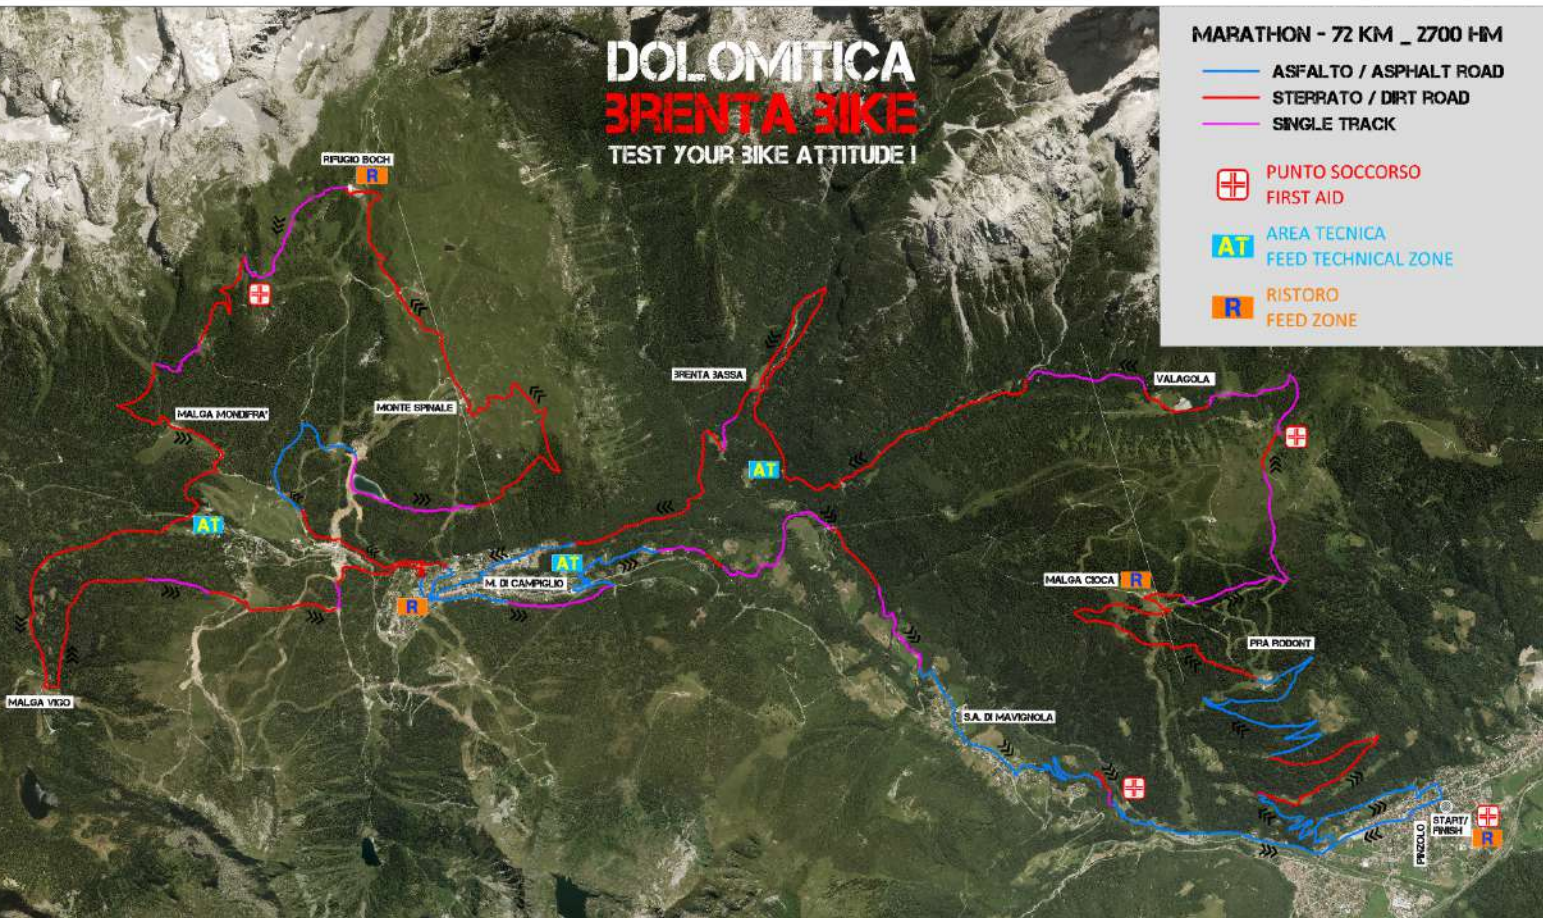 DOLOMITICA
BRENTA BIKE
TEST YOUR BIKE ATTITUDE !
MARATHON - 72 KM _ 2700 HM
ASFALTO / ASPHALT ROAD
STERRATO / DIRT ROAD
SINGLE TRACK
PUNTO SOCCORSO
FIRST AID
AT
AREA TECNICA
FEED TECHNICAL ZONE
R
RISTORO
FEED ZONE
RIFUGIO BOCH
R
BRENTA BASSA
VALAGOLA
MALGA MONDIFRA'
MONTE SPINALE
AT
AT
AT
M. DI CAMPIGLIO
R
MALGA CIOCA
R
PRA RODONT
MALGA VIGO
S.A. DI MAVIGNOLA
START/
FINISH
PINZOLO
R